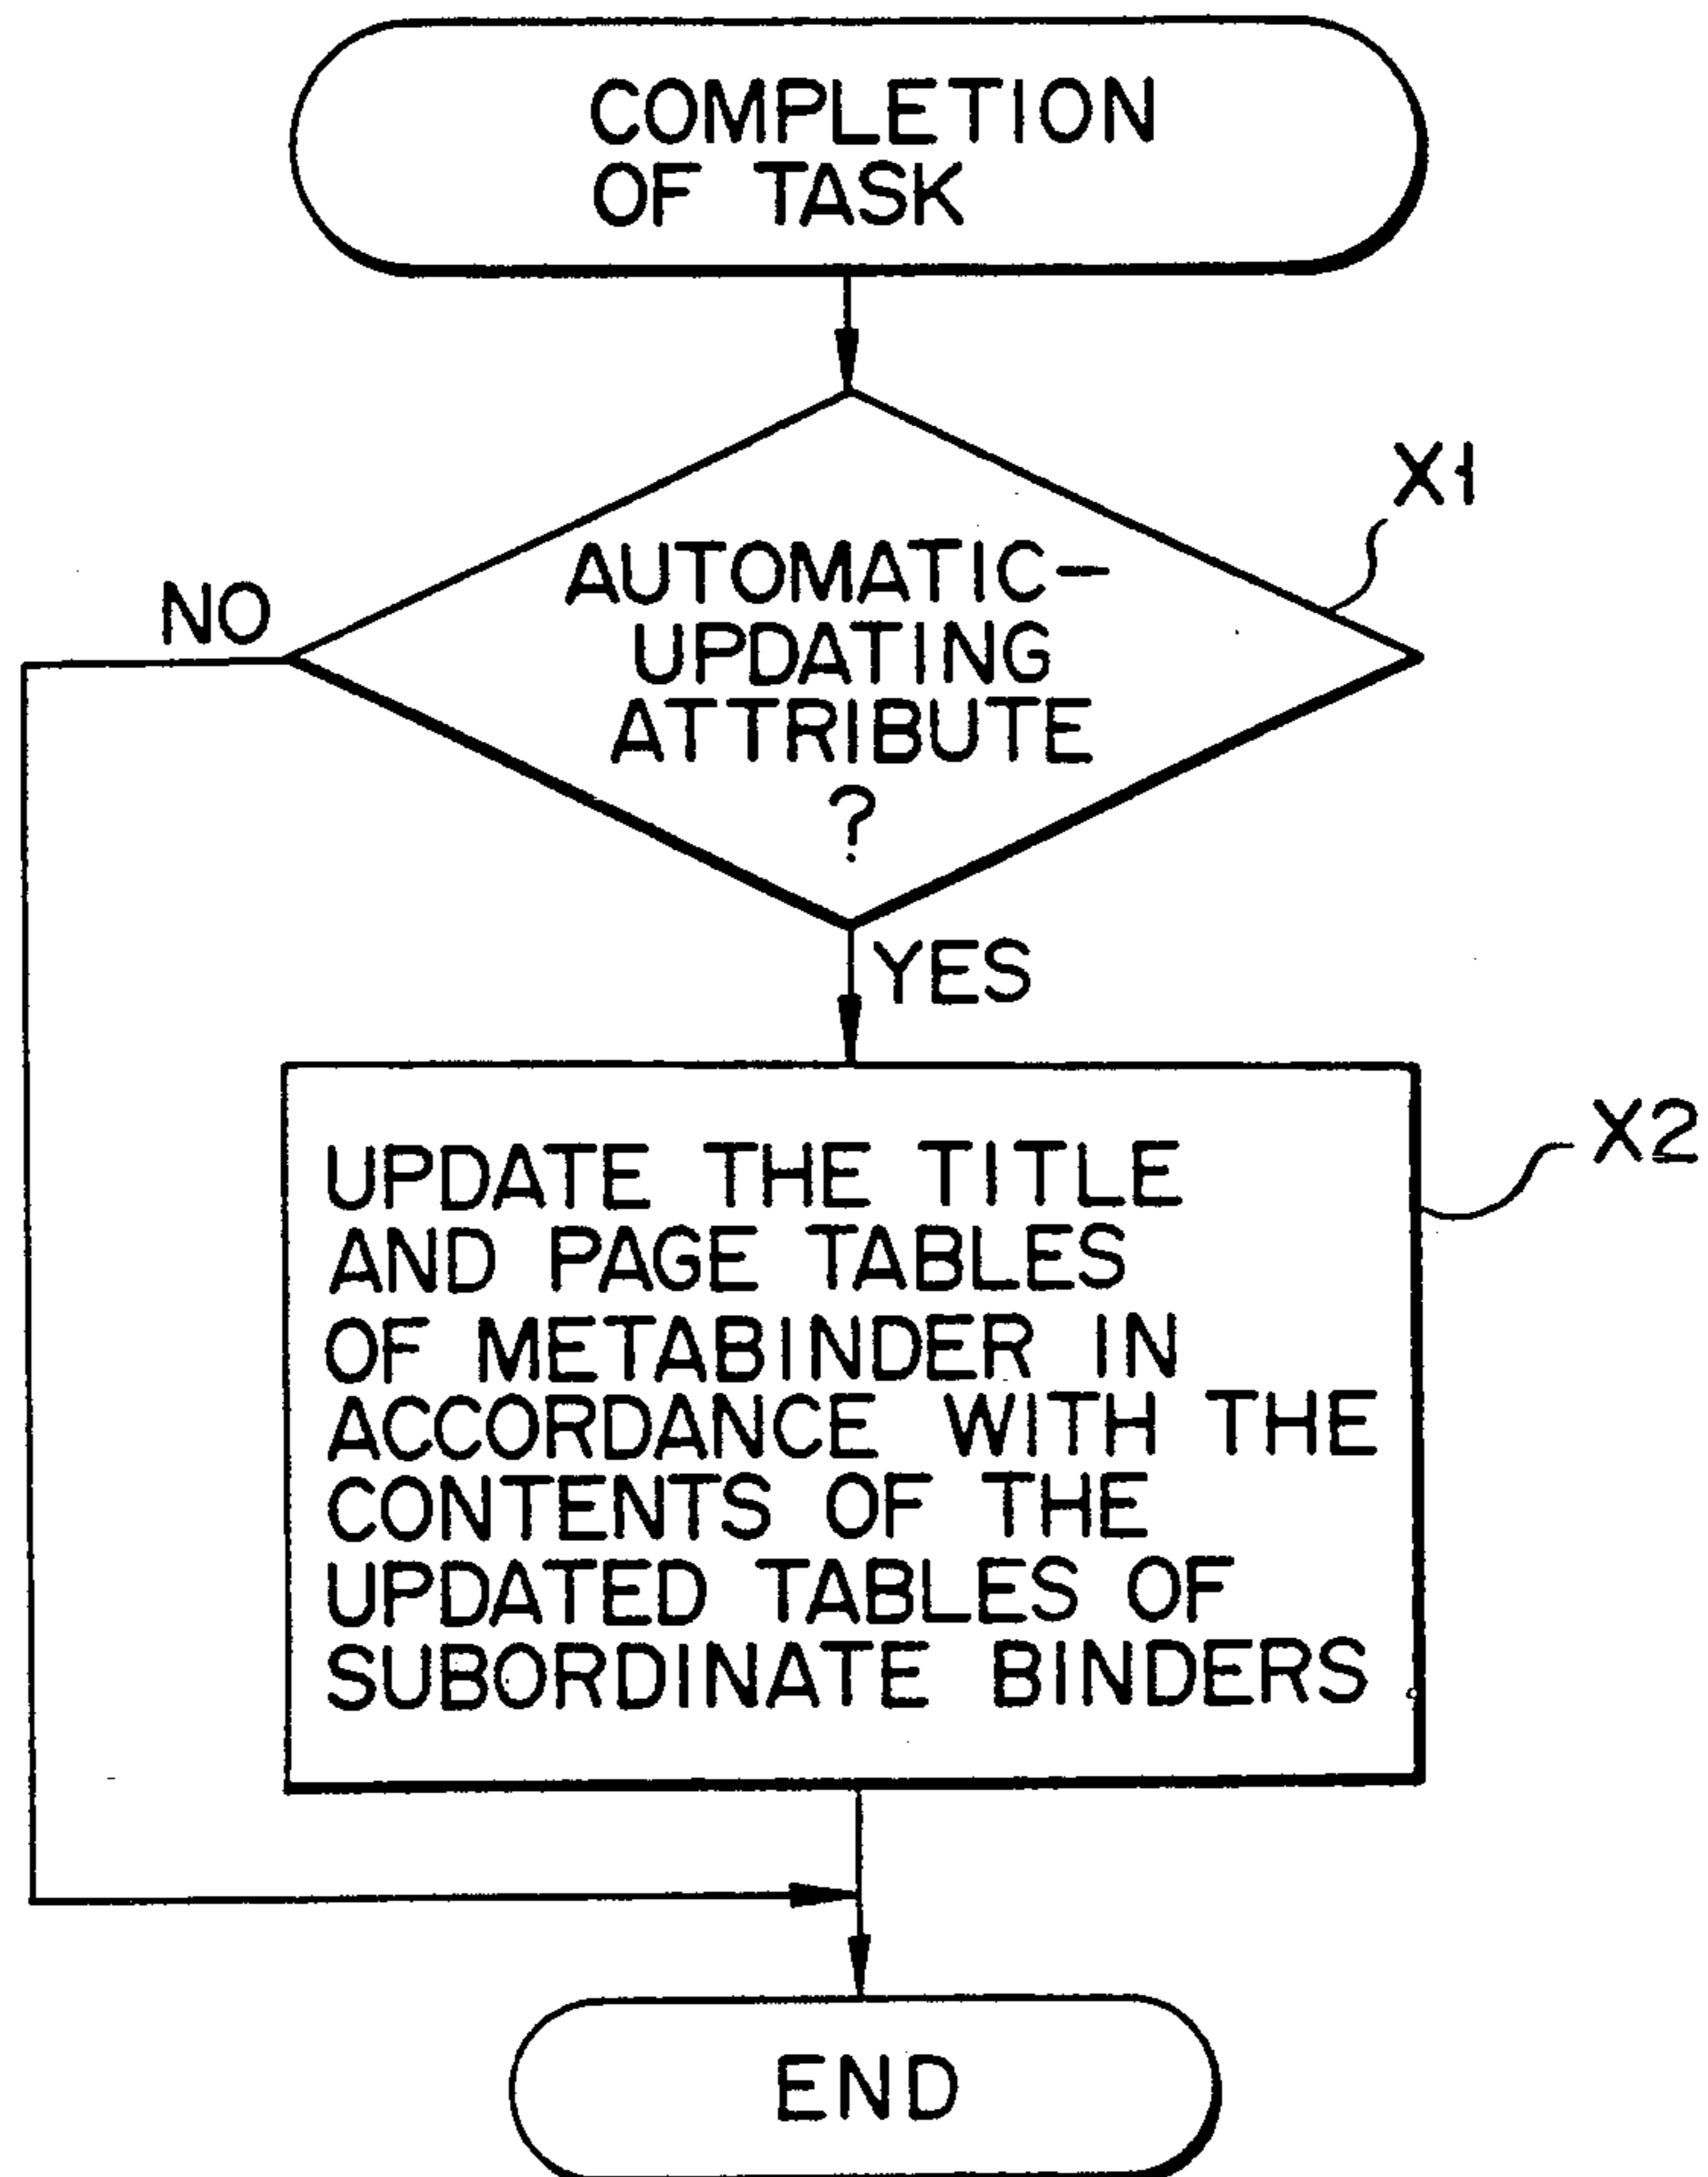 COMPLETION
OF TASK
X1
AUTOMATIC-
UPDATING
ATTRIBUTE
?
NO
YES
X2
UPDATE THE TITLE
AND PAGE TABLES
OF METABINDER IN
ACCORDANCE WITH THE
CONTENTS OF THE
UPDATED TABLES OF
SUBORDINATE BINDERS
END